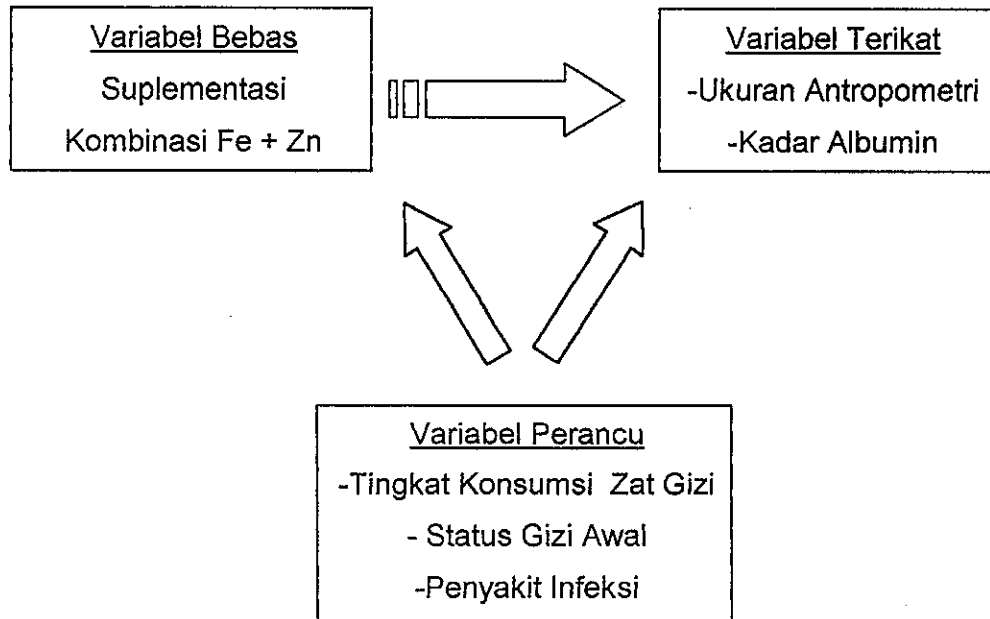 Variabel Bebas
Suplementasi
Kombinasi Fe + Zn
Variabel Terikat
-Ukuran Antropometri
-Kadar Albumin
Variabel Perancu
-Tingkat Konsumsi Zat Gizi
- Status Gizi Awal
-Penyakit Infeksi